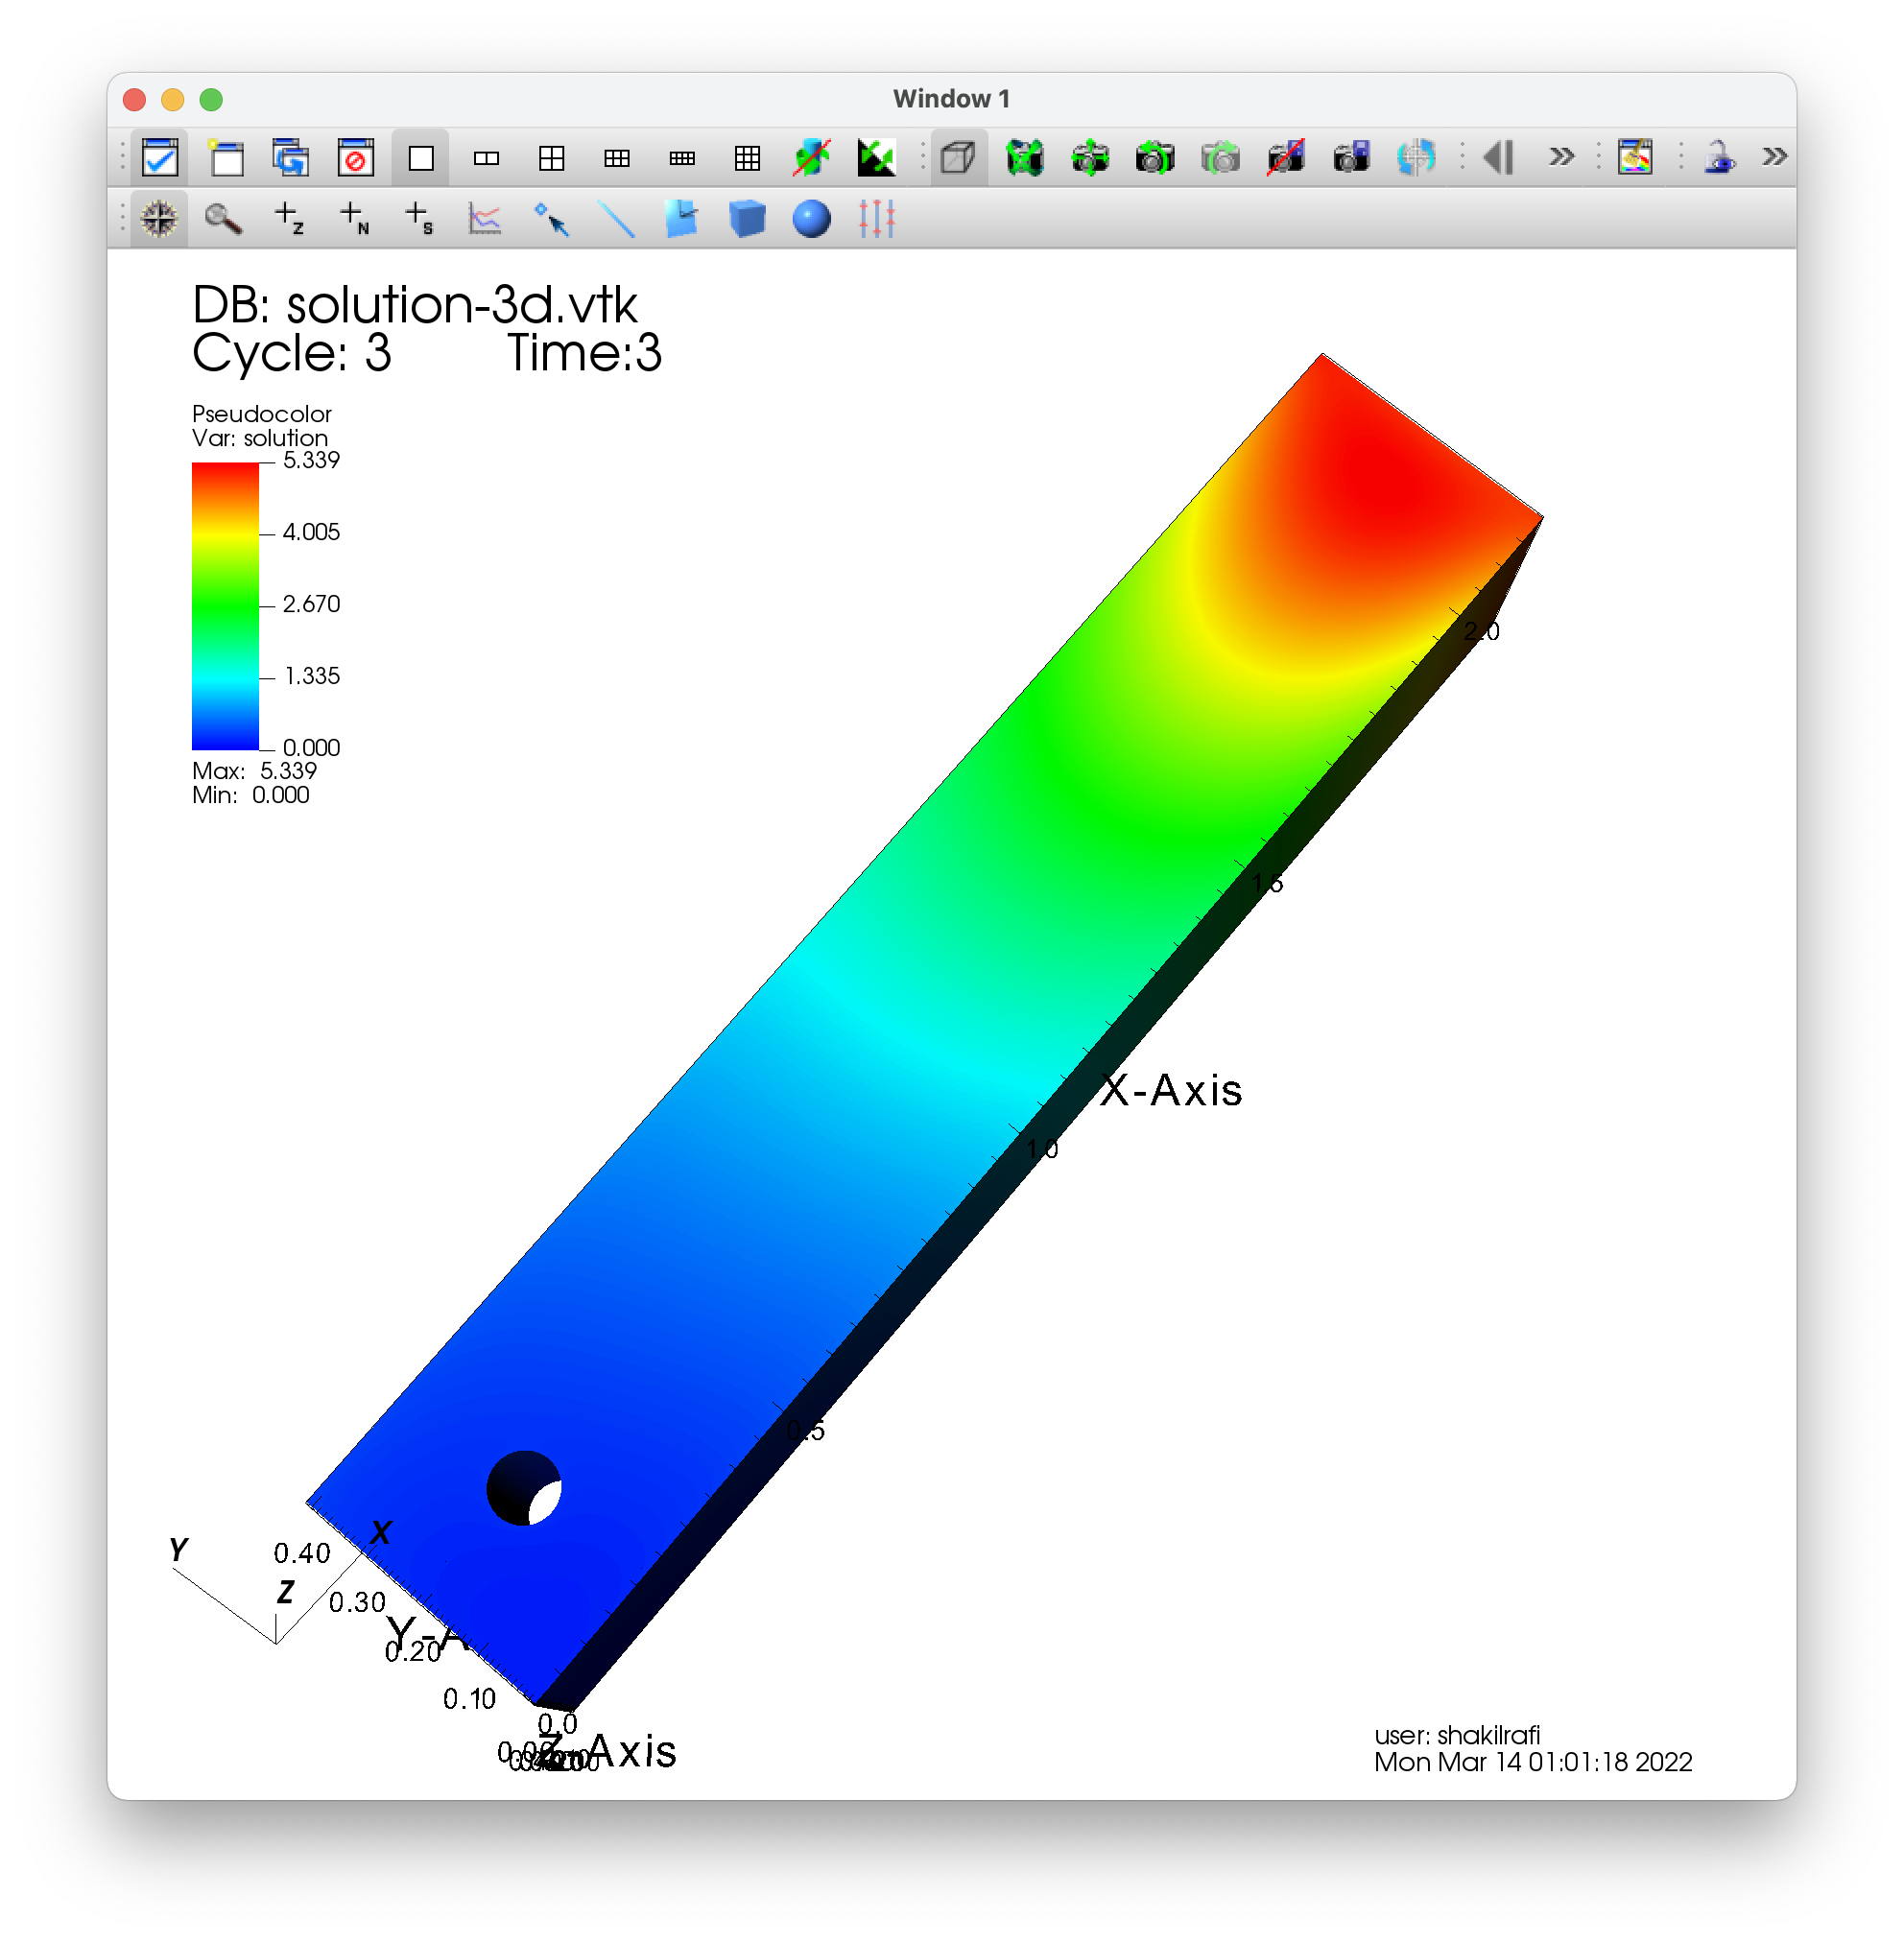 Window 1
Z
N
S
DB: solution-3d.vtk
Cycle: 3 Time:3
Pseudocolor
Var: solution
5.339
4.005
2.670
1.335
0.000
Max: 5.339
Min: 0.000
2.0
1.5
X-Axis
1.0
0.5
X
Y
0.40
Z
0.30
Y-A
0.20
0.10
0.0
Z-Axis
user: shakilrafi
Mon Mar 14 01:01:18 2022